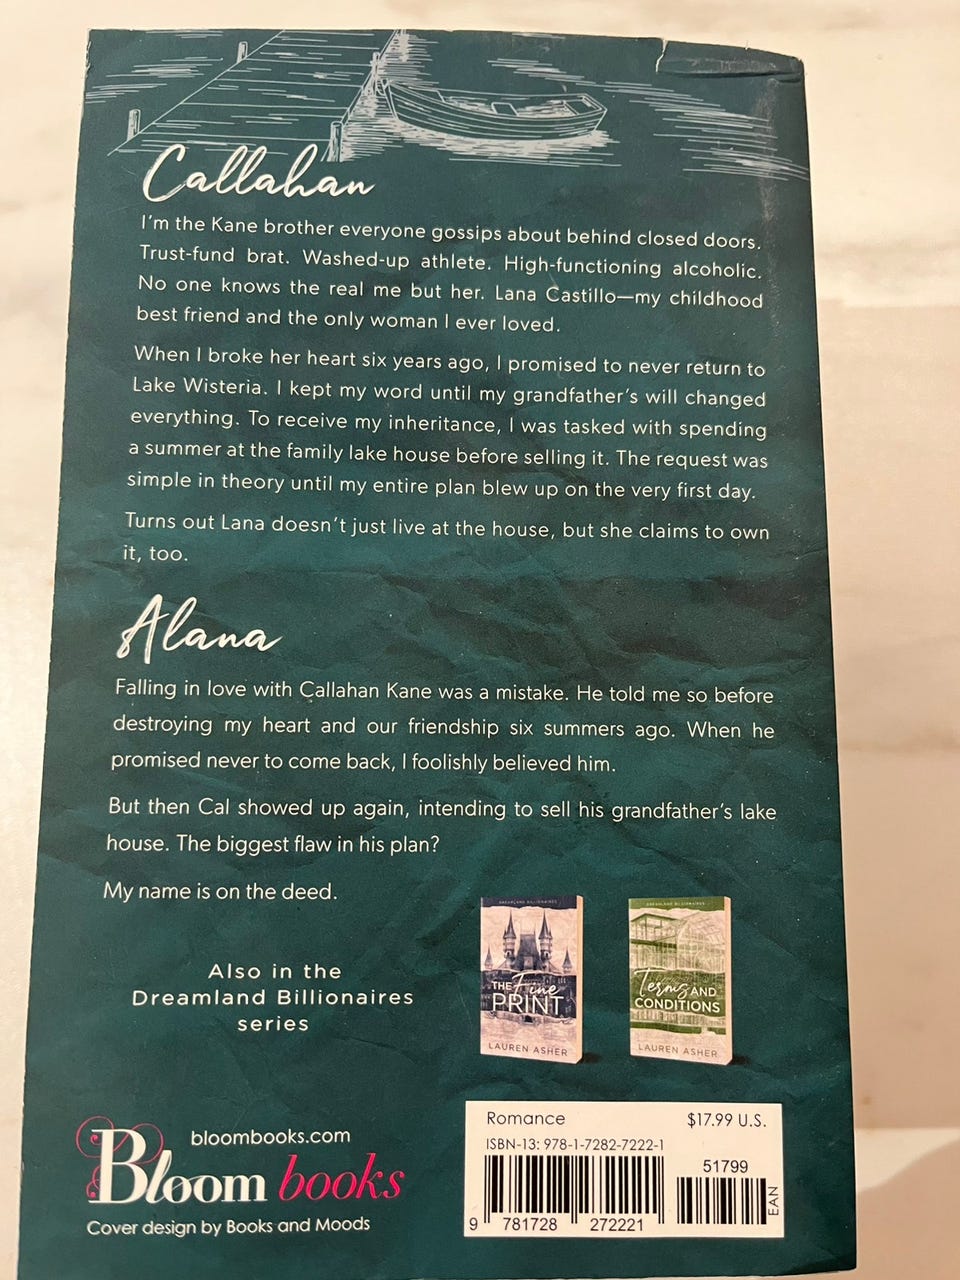 Callahan
I'm the Kane brother everyone gossips about behind closed doors.
Trust-fund brat. Washed-up athlete. High-functioning alcoholic.
No one knows the real me but her. Lana Castillo—my childhood
best friend and the only woman I ever loved.
When I broke her heart six years ago, I promised to never return to
Lake Wisteria. I kept my word until my grandfather's will changed
everything. To receive my inheritance, I was tasked with spending
a summer at the family lake house before selling it. The request was
simple in theory until my entire plan blew up on the very first day.
Turns out Lana doesn't just live at the house, but she claims to own
it, too.
Alana
Falling in love with Callahan Kane was a mistake. He told me so before
destroying my heart and our friendship six summers ago. When he
promised never to come back, I foolishly believed him.
But then Cal showed up again, intending to sell his grandfather's lake
house. The biggest flaw in his plan?
My name is on the deed.
Also in the
Dreamland Billionaires
series
DREAMLAND BILLIONAIRES
THE Fine
PRINT
LAUREN ASHER
DREAMLAND BILLIONAIRES
Terms AND
CONDITIONS
LAUREN ASHER
bloombooks.com
Bloom books
Cover design by Books and Moods
Romance $17.99 U.S.
ISBN-13: 978-1-7282-7222-1
51799
EAN
9 781728 272221